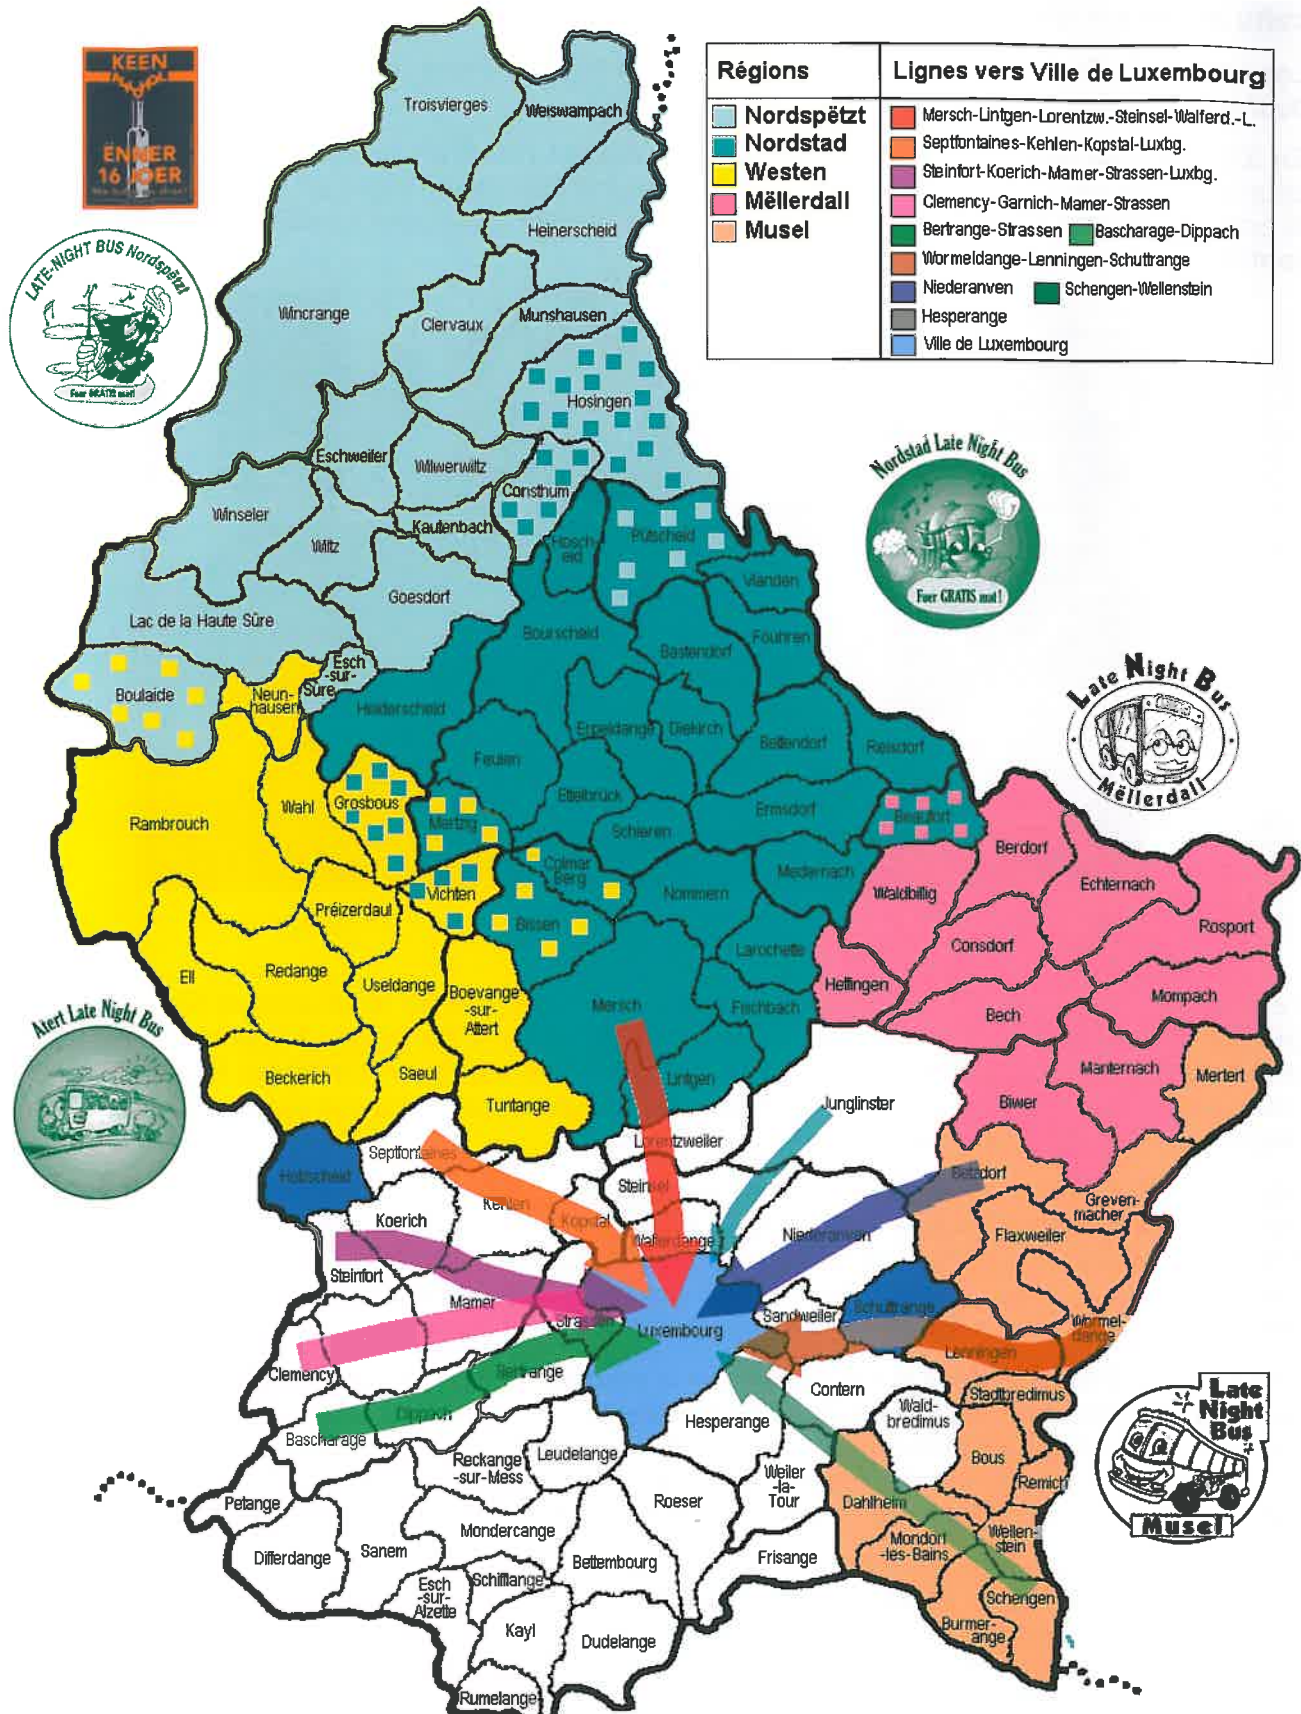 KEEN
ALKOHOL
ËNNER
16 JOER
LATE-NIGHT BUS Nordspëtzt
Fuer GRATIS mat!
Régions
Nordspëtzt
Nordstad
Westen
Mëllerdall
Musel
Lignes vers Ville de Luxembourg
Mersch-Lintgen-Lorentzw.-Steinsel-Walferd.-L.
Septfontaines-Kehlen-Kopstal-Luxbg.
Steinfort-Koerich-Mamer-Strassen-Luxbg.
Clemency-Garnich-Mamer-Strassen
Bertrange-Strassen Bascharage-Dippach
Wormeldange-Lenningen-Schuttrange
Niederanven Schengen-Wellenstein
Hesperange
Ville de Luxembourg
Nordstad Late Night Bus
Fuer GRATIS mat!
Late Night Bus
Mëllerdall
Atert Late Night Bus
Late
Night
Bus
Musel
Troisvierges
Weiswampach
Heinerscheid
Wincrange
Clervaux
Munshausen
Hosingen
Eschweiler
Wilwerwiltz
Consthum
Winseler
Wiltz
Kautenbach
Hosch-
eid
Pütscheid
Vianden
Goesdorf
Lac de la Haute Sûre
Bourscheid
Fouhren
Bastendorf
Esch
-sur-
Sûre
Boulaide
Neun-
hausen
Heiderscheid
Erpeldange
Diekirch
Bettendorf
Reisdorf
Feulen
Ettelbrück
Ermsdorf
Beaufort
Rambrouch
Wahl
Grosbous
Mertzig
Schieren
Berdorf
Colmar
Berg
Medernach
Nommern
Waldbillig
Echternach
Vichten
Préizerdaul
Bissen
Rosport
Larochette
Consdorf
Ell
Redange
Useldange
Boevange
-sur-
Attert
Heffingen
Mompach
Mersch
Fischbach
Bech
Beckerich
Saeul
Lintgen
Manternach
Mertert
Tuntange
Junglinster
Biwer
Lorentzweiler
Septfontaines
Hobscheid
Steinsel
Betzdorf
Greven-
macher
Kehlen
Koerich
Kopstal
Walferdange
Niederanven
Flaxweiler
Steinfort
Mamer
Strassen
Luxembourg
Sandweiler
Schuttrange
Wormel-
dange
Lenningen
Clemency
Bertrange
Contern
Stadtbredimus
Wald-
bredimus
Dippach
Hesperange
Bascharage
Reckange
-sur-Mess
Leudelange
Bous
Weiler
-la-
Tour
Remich
Petange
Roeser
Dahlheim
Mondercange
Mondorf
-lès-Bains
Wellen-
stein
Differdange
Sanem
Bettembourg
Frisange
Schifflange
Esch
-sur-
Alzette
Schengen
Burmer-
ange
Kayl
Dudelange
Rumelange